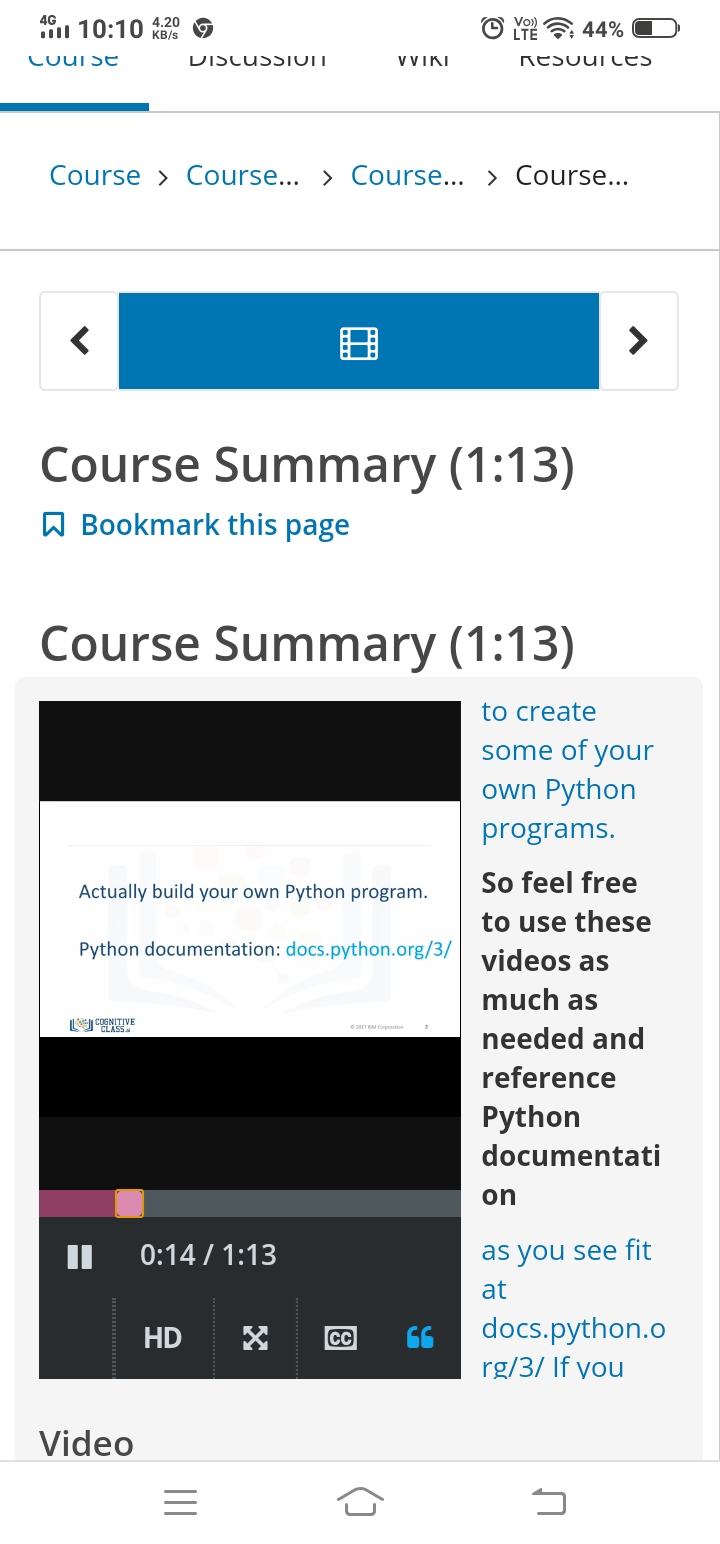 4G 10:10 4.20 KB/s Vo)) LTE 44%
Course Discussion Wiki Resources
Course > Course... > Course... > Course...
Course Summary (1:13)
Bookmark this page
Course Summary (1:13)
to create
some of your
own Python
programs.
So feel free
to use these
videos as
much as
needed and
reference
Python
documentati
on
as you see fit
at
docs.python.o
rg/3/ If you
Actually build your own Python program.
Python documentation: docs.python.org/3/
COGNITIVE
CLASS.ai
© 2017 IBM Corporation 2
0:14 / 1:13
HD CC
Video